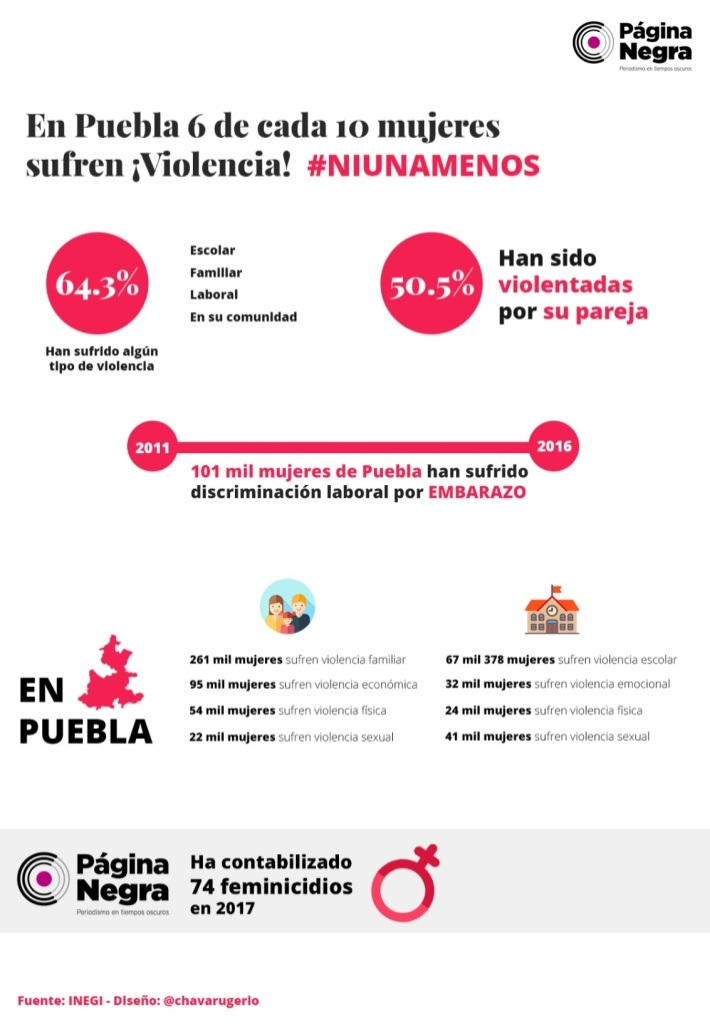 Página
Negra
Periodismo en tiempos oscuros
En Puebla 6 de cada 10 mujeres
sufren ¡Violencia! #NIUNAMENOS
64.3%
Han sufrido algún
tipo de violencia
Escolar
Familiar
Laboral
En su comunidad
50.5%
Han sido
violentadas
por su pareja
2011
2016
101 mil mujeres de Puebla han sufrido
discriminación laboral por EMBARAZO
EN
PUEBLA
261 mil mujeres sufren violencia familiar
95 mil mujeres sufren violencia económica
54 mil mujeres sufren violencia física
22 mil mujeres sufren violencia sexual
67 mil 378 mujeres sufren violencia escolar
32 mil mujeres sufren violencia emocional
24 mil mujeres sufren violencia física
41 mil mujeres sufren violencia sexual
Página
Negra
Periodismo en tiempos oscuros
Ha contabilizado
74 feminicidios
en 2017
Fuente: INEGI - Diseño: @chavarugerio